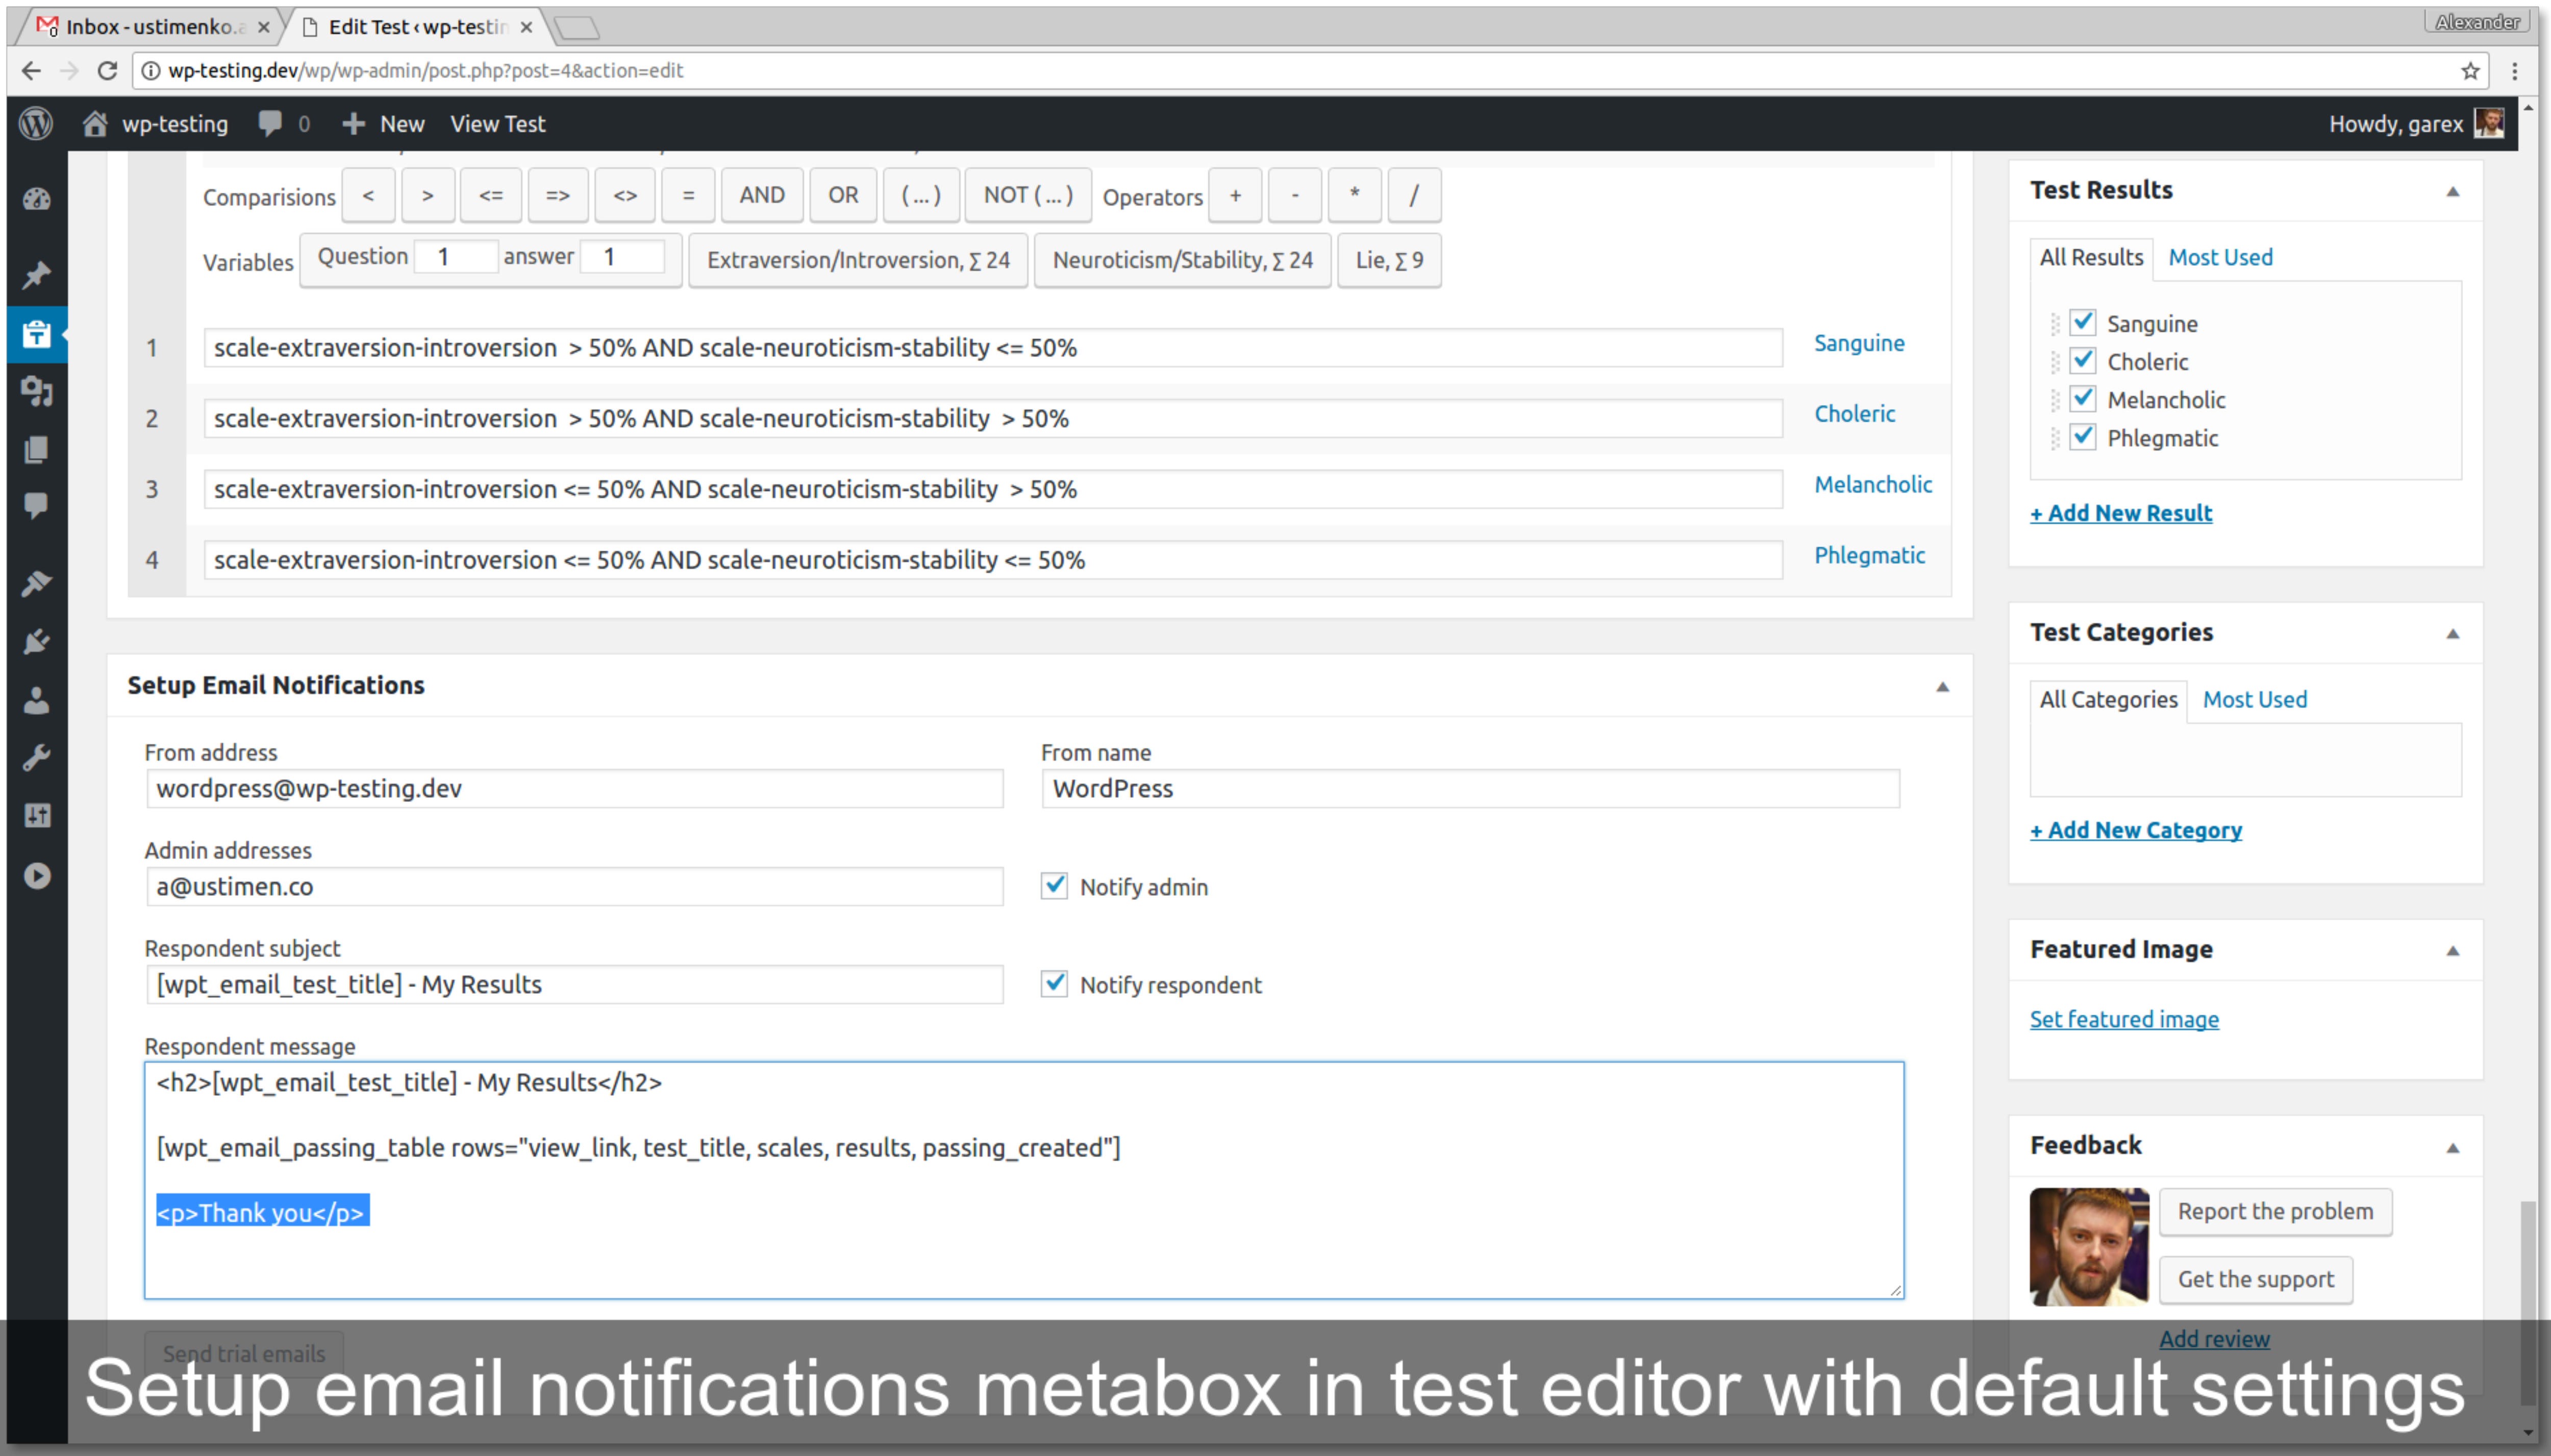 Inbox - ustimenko.a
Edit Test ‹ wp-testin
Alexander
wp-testing.dev/wp/wp-admin/post.php?post=4&action=edit
wp-testing 0 + New View Test
Howdy, garex
Comparisions < > <= => <> = AND OR (...) NOT (...) Operators + - * /
Variables Question 1 answer 1 Extraversion/Introversion, ∑ 24 Neuroticism/Stability, ∑ 24 Lie, ∑ 9
1 scale-extraversion-introversion > 50% AND scale-neuroticism-stability <= 50% Sanguine
2 scale-extraversion-introversion > 50% AND scale-neuroticism-stability > 50% Choleric
3 scale-extraversion-introversion <= 50% AND scale-neuroticism-stability > 50% Melancholic
4 scale-extraversion-introversion <= 50% AND scale-neuroticism-stability <= 50% Phlegmatic
Setup Email Notifications
From address
wordpress@wp-testing.dev
From name
WordPress
Admin addresses
a@ustimen.co
Notify admin
Respondent subject
[wpt_email_test_title] - My Results
Notify respondent
Respondent message
<h2>[wpt_email_test_title] - My Results</h2>
[wpt_email_passing_table rows="view_link, test_title, scales, results, passing_created"]
<p>Thank you</p>
Send trial emails
Test Results
All Results Most Used
Sanguine
Choleric
Melancholic
Phlegmatic
+ Add New Result
Test Categories
All Categories Most Used
+ Add New Category
Featured Image
Set featured image
Feedback
Report the problem
Get the support
Add review
Setup email notifications metabox in test editor with default settings